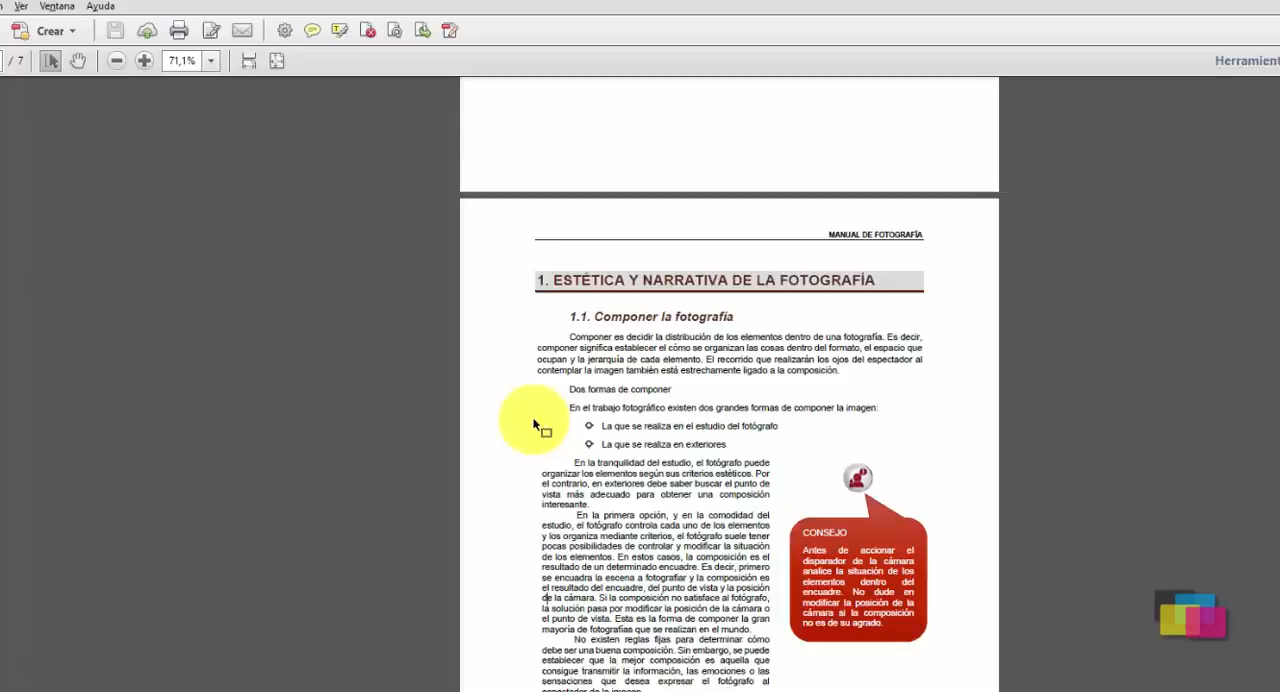 Ver Ventana Ayuda
Crear
/ 7 71,1% Herramient
MANUAL DE FOTOGRAFÍA
1. ESTÉTICA Y NARRATIVA DE LA FOTOGRAFÍA
1.1. Componer la fotografía
Componer es decidir la distribución de los elementos dentro de una fotografía. Es decir,
componer significa establecer el cómo se organizan las cosas dentro del formato, el espacio que
ocupan y la jerarquía de cada elemento. El recorrido que realizarán los ojos del espectador al
contemplar la imagen también está estrechamente ligado a la composición.
Dos formas de componer
En el trabajo fotográfico existen dos grandes formas de componer la imagen:
La que se realiza en el estudio del fotógrafo
La que se realiza en exteriores
En la tranquilidad del estudio, el fotógrafo puede
organizar los elementos según sus criterios estéticos. Por
el contrario, en exteriores debe saber buscar el punto de
vista más adecuado para obtener una composición
interesante.
En la primera opción, y en la comodidad del
estudio, el fotógrafo controla cada uno de los elementos
y los organiza mediante criterios, el fotógrafo suele tener
pocas posibilidades de controlar y modificar la situación
de los elementos. En estos casos, la composición es el
resultado de un determinado encuadre. Es decir, primero
se encuadra la escena a fotografiar y la composición es
el resultado del encuadre, del punto de vista y la posición
de la cámara. Si la composición no satisface al fotógrafo,
la solución pasa por modificar la posición de la cámara o
el punto de vista. Esta es la forma de componer la gran
mayoría de fotografías que se realizan en el mundo.
No existen reglas fijas para determinar cómo
debe ser una buena composición. Sin embargo, se puede
establecer que la mejor composición es aquella que
consigue transmitir la información, las emociones o las
sensaciones que desea expresar el fotógrafo al
espectador de la imagen.
CONSEJO
Antes de accionar el
disparador de la cámara
analice la situación de los
elementos dentro del
encuadre. No dude en
modificar la posición de la
cámara si la composición
no es de su agrado.